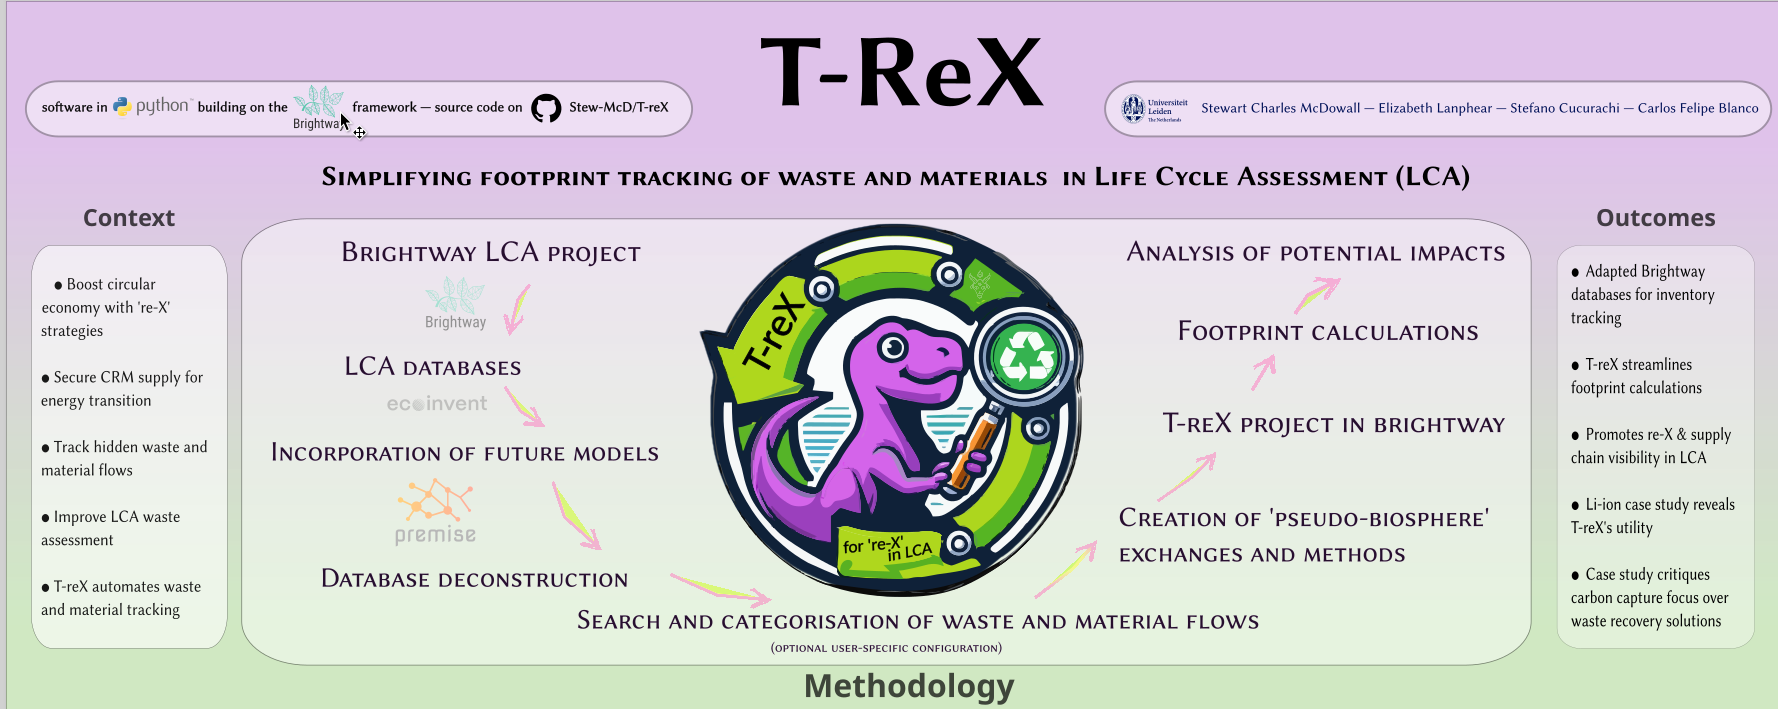 T-ReX
software in python™ building on the Brightway framework — source code on Stew-McD/T-reX
Universiteit
Leiden
The Netherlands
Stewart Charles McDowall — Elizabeth Lanphear — Stefano Cucurachi — Carlos Felipe Blanco
Simplifying footprint tracking of waste and materials in Life Cycle Assessment (LCA)
Context
● Boost circular
economy with 're-X'
strategies
● Secure CRM supply for
energy transition
● Track hidden waste and
material flows
● Improve LCA waste
assessment
● T-reX automates waste
and material tracking
Brightway LCA project
Brightway
LCA databases
ecoinvent
Incorporation of future models
premise
Database deconstruction
Search and categorisation of waste and material flows
(optional user-specific configuration)
T-reX
for 're-X'
in LCA
Creation of 'pseudo-biosphere'
exchanges and methods
T-reX project in brightway
Footprint calculations
Analysis of potential impacts
Outcomes
● Adapted Brightway
databases for inventory
tracking
● T-reX streamlines
footprint calculations
● Promotes re-X & supply
chain visibility in LCA
● Li-ion case study reveals
T-reX's utility
● Case study critiques
carbon capture focus over
waste recovery solutions
Methodology